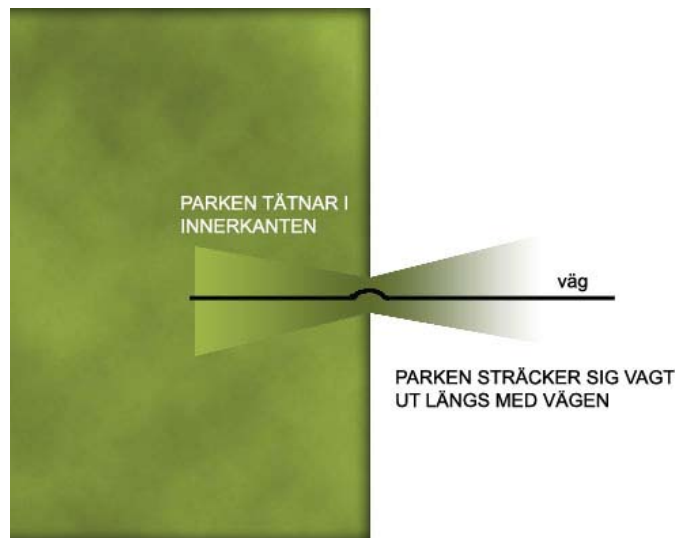 PARKEN TÄTNAR I
INNERKANTEN
väg
PARKEN STRÄCKER SIG VAGT
UT LÄNGS MED VÄGEN